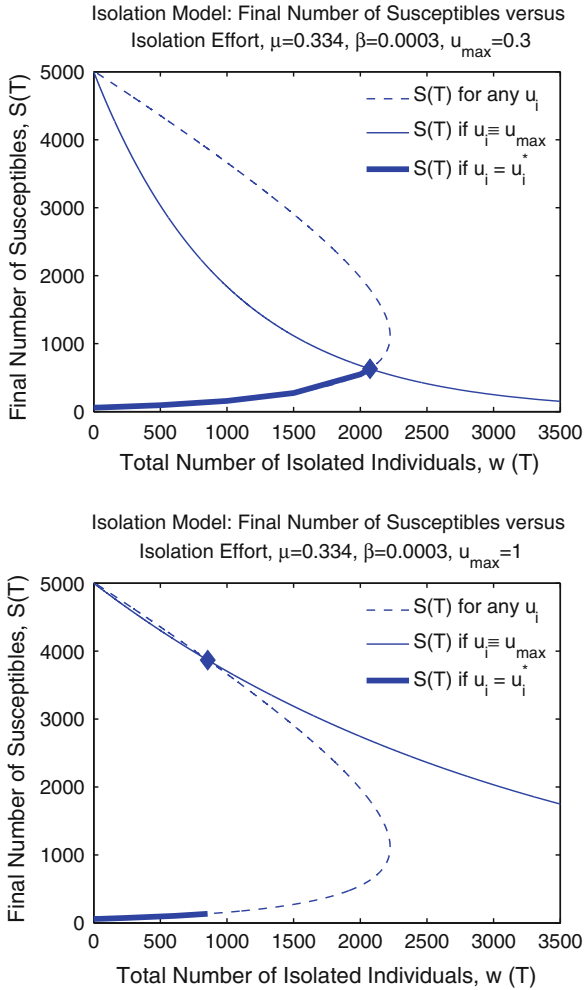 Isolation Model: Final Number of Susceptibles versus
Isolation Effort, μ=0.334, β=0.0003, u_max=0.3
Final Number of Susceptibles, S(T)
5000
4000
3000
2000
1000
0
S(T) for any u_i
S(T) if u_i≡ u_max
S(T) if u_i = u_i^*
0 500 1000 1500 2000 2500 3000 3500
Total Number of Isolated Individuals, w (T)
Isolation Model: Final Number of Susceptibles versus
Isolation Effort, μ=0.334, β=0.0003, u_max=1
Final Number of Susceptibles, S(T)
5000
4000
3000
2000
1000
0
S(T) for any u_i
S(T) if u_i≡ u_max
S(T) if u_i = u_i^*
0 500 1000 1500 2000 2500 3000 3500
Total Number of Isolated Individuals, w (T)